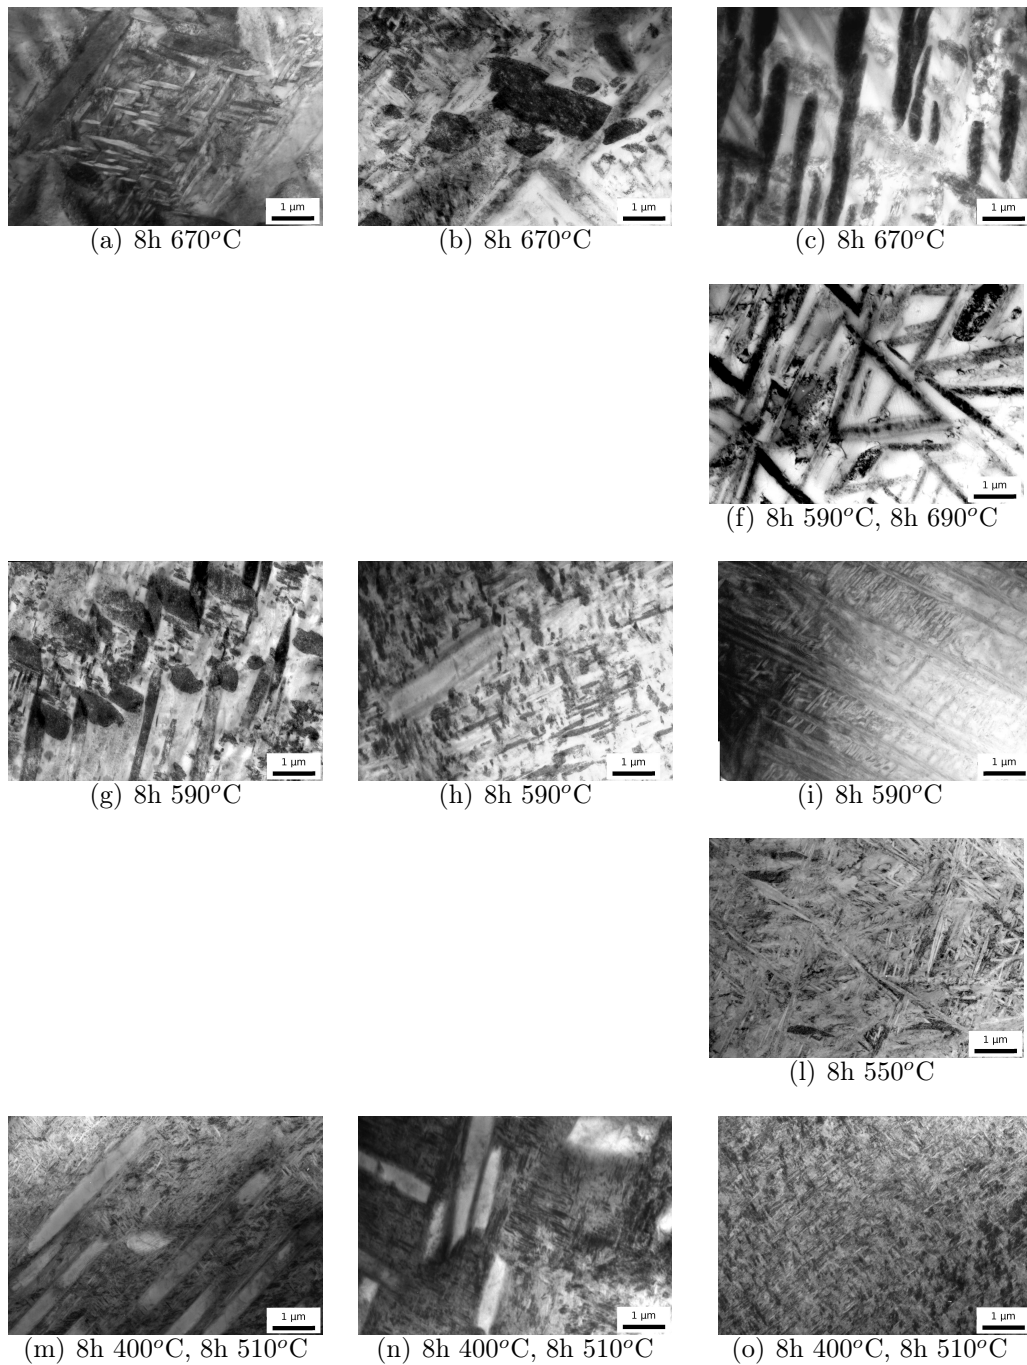 1 µm
1 µm
1 µm
(a) 8h 670°C
(b) 8h 670°C
(c) 8h 670°C
1 µm
(f) 8h 590°C, 8h 690°C
1 µm
1 µm
1 µm
(g) 8h 590°C
(h) 8h 590°C
(i) 8h 590°C
1 µm
(l) 8h 550°C
1 µm
1 µm
1 µm
(m) 8h 400°C, 8h 510°C
(n) 8h 400°C, 8h 510°C
(o) 8h 400°C, 8h 510°C